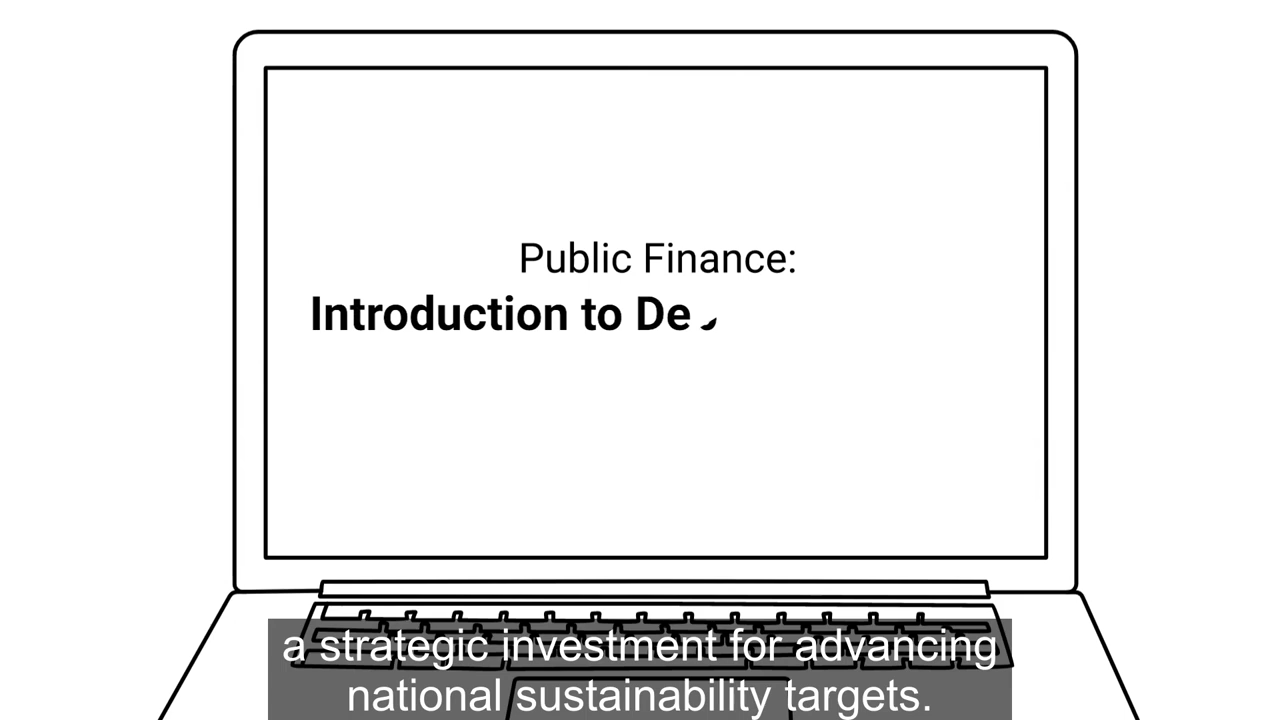 Public Finance:
Introduction to De
a strategic investment for advancing
national sustainability targets.